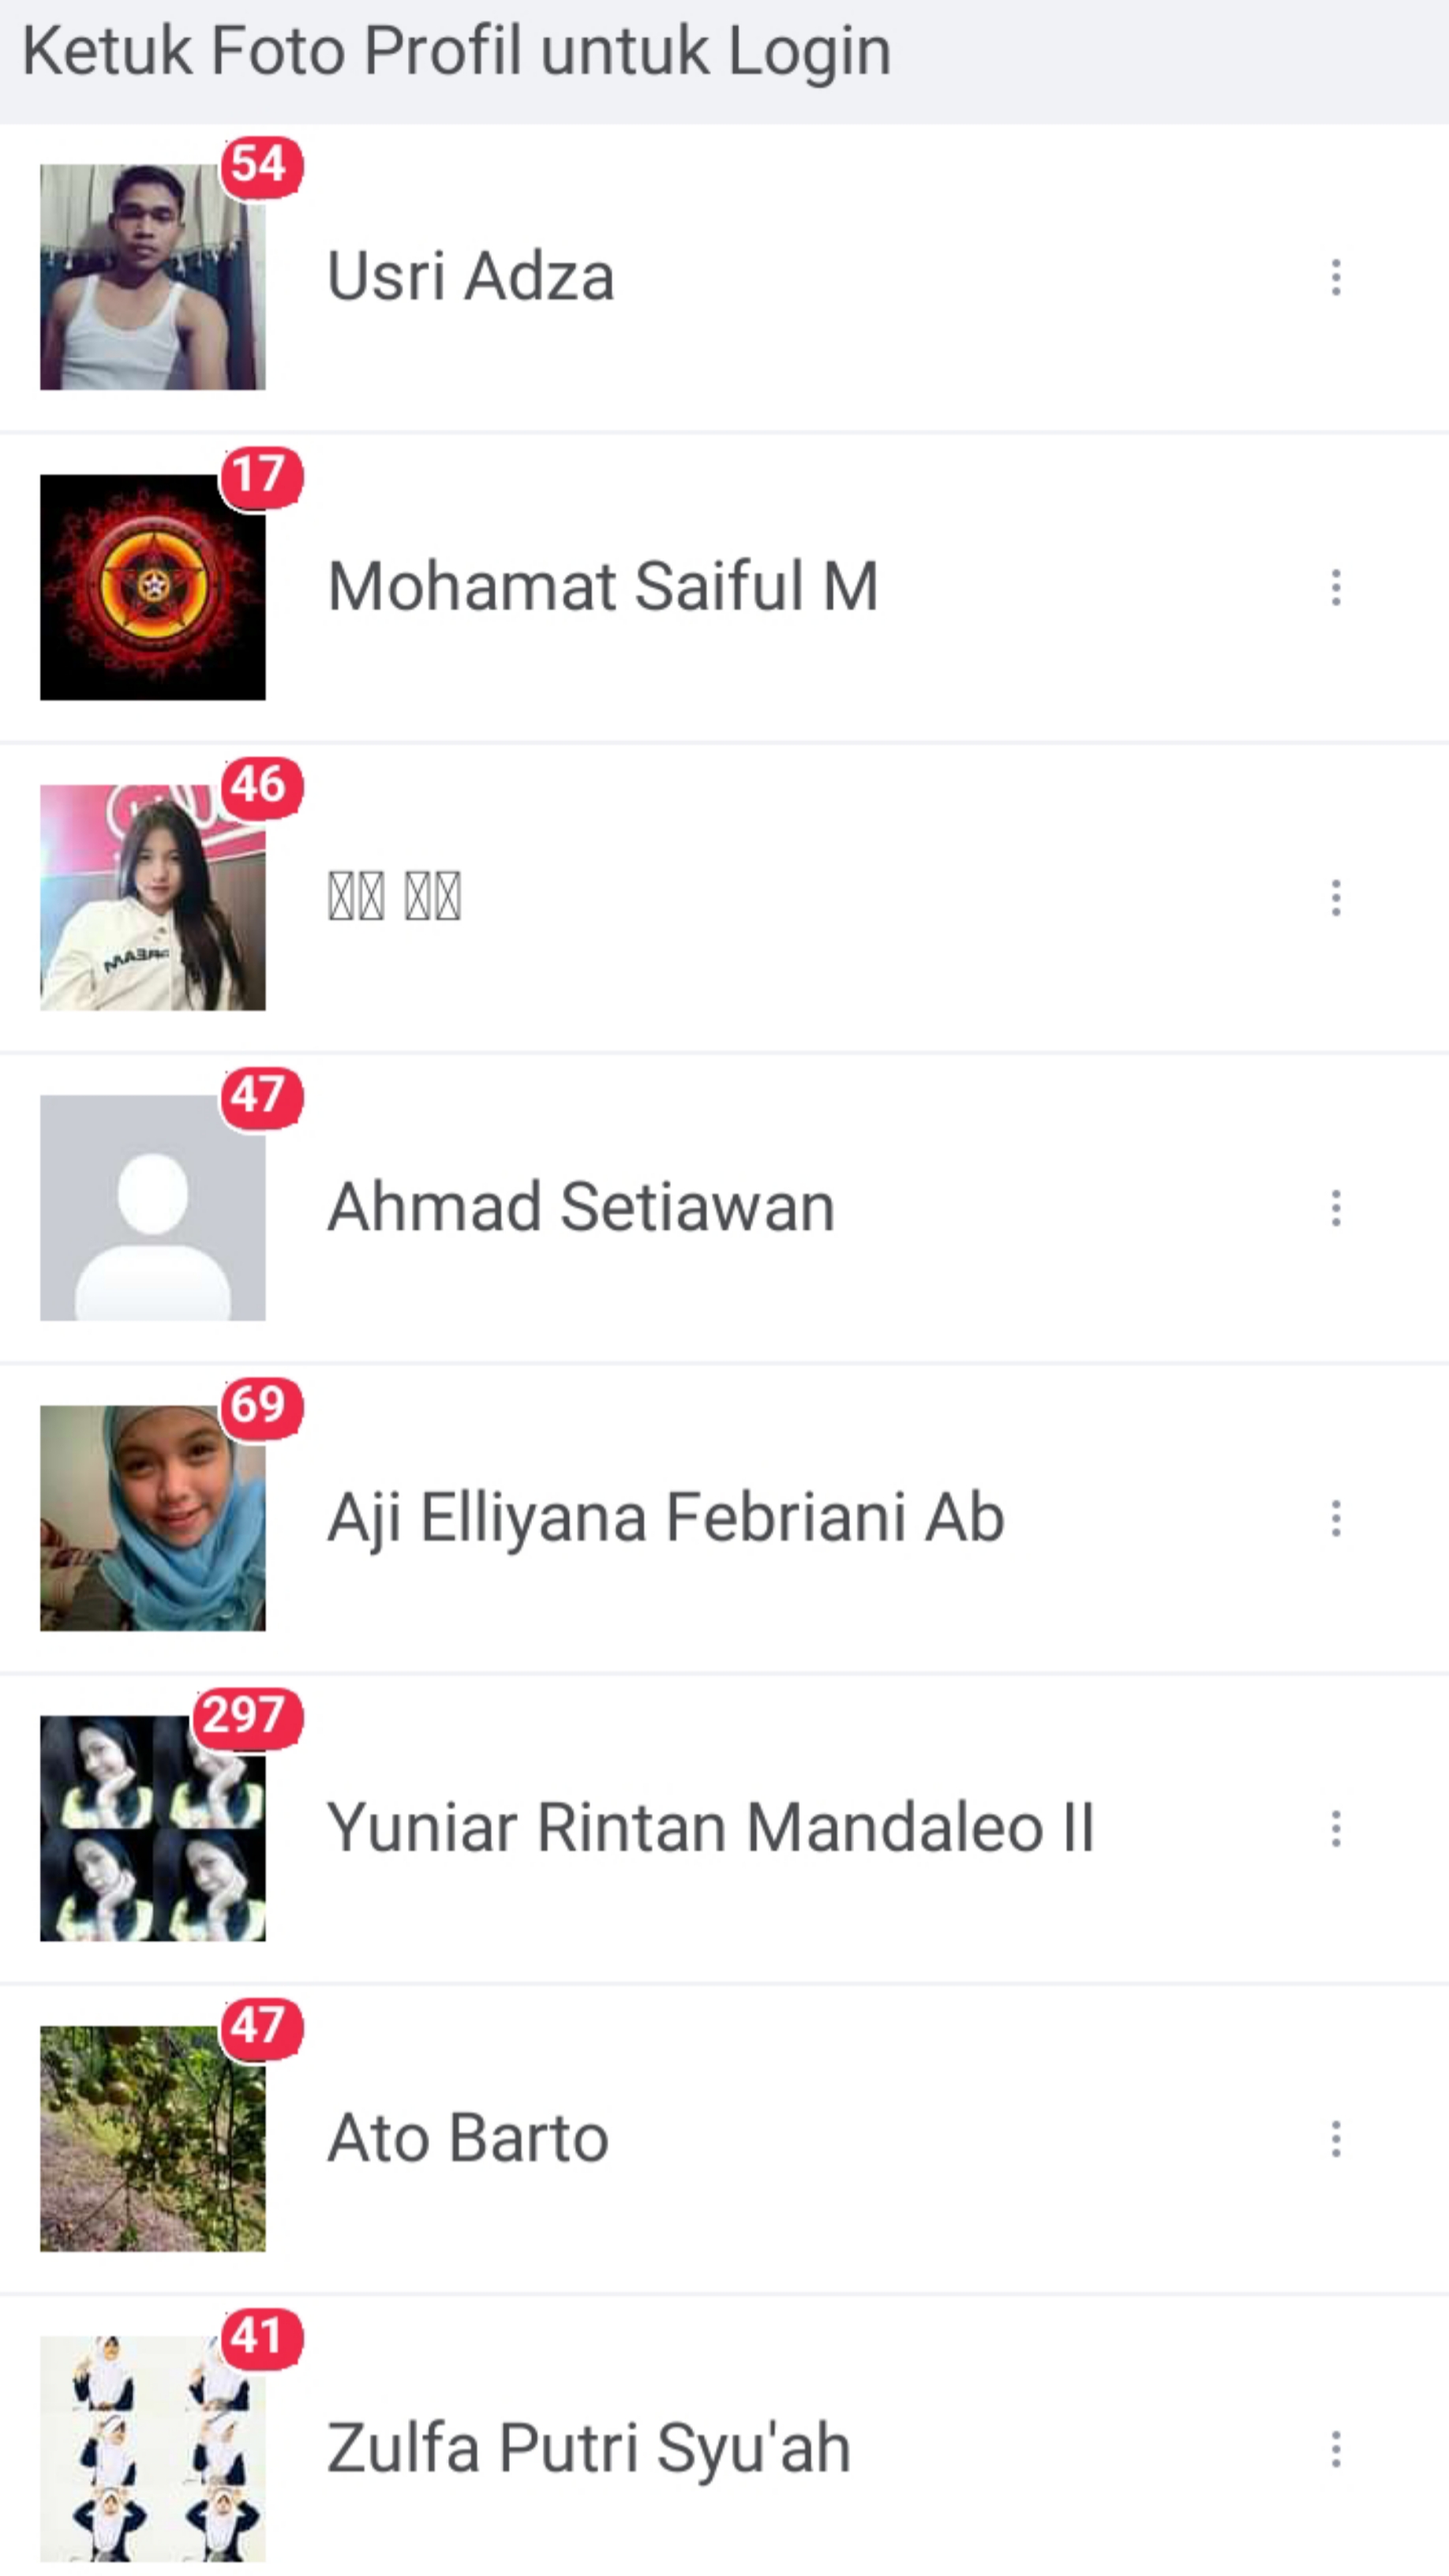 Ketuk Foto Profil untuk Login
54
Usri Adza
17
Mohamat Saiful M
46
47
Ahmad Setiawan
69
Aji Elliyana Febriani Ab
297
Yuniar Rintan Mandaleo II
47
Ato Barto
41
Zulfa Putri Syu'ah